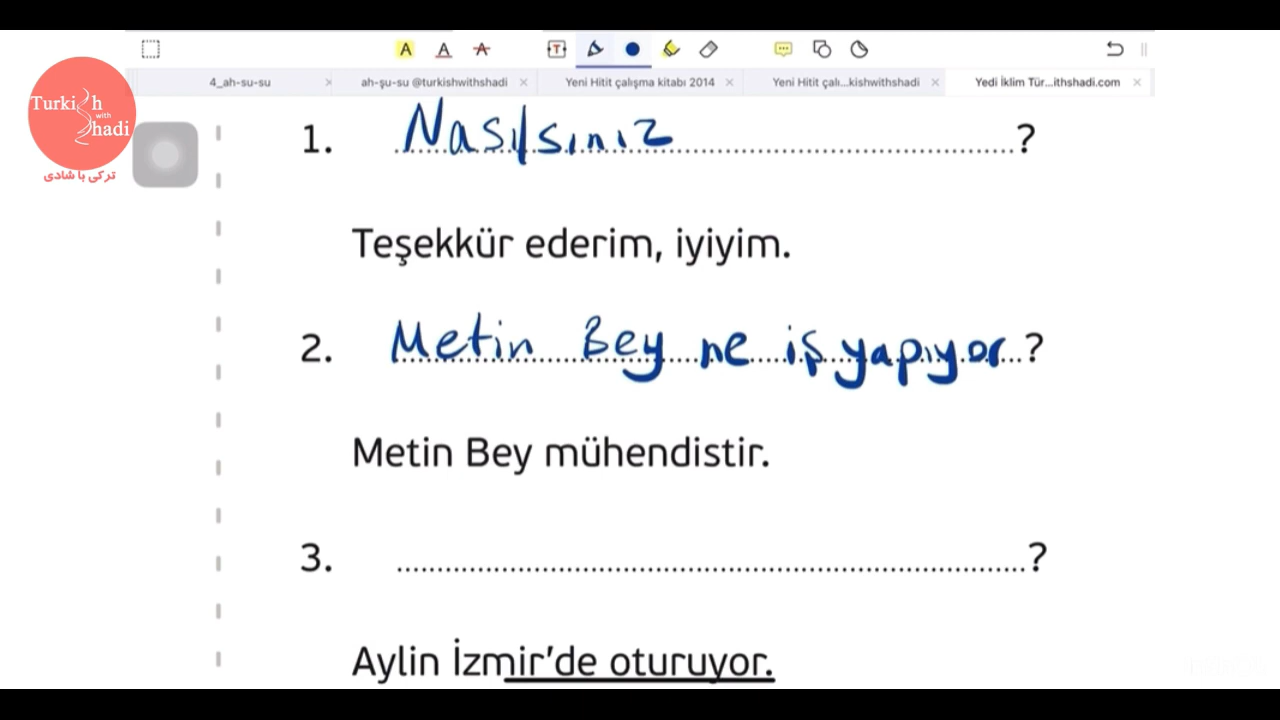 A A A T
4_ah-su-su ah-şu-su @turkishwithshadi Yeni Hitit çalışma kitabı 2014 Yeni Hitit çalı...kishwithshadi Yedi İklim Tür...ithshadi.com
Turkish
with
Shadi
ترکی با شادی
1. Nasılsınız ?
Teşekkür ederim, iyiyim.
2. Metin Bey ne iş yapıyor ?
Metin Bey mühendistir.
3. ?
Aylin İzmir'de oturuyor.